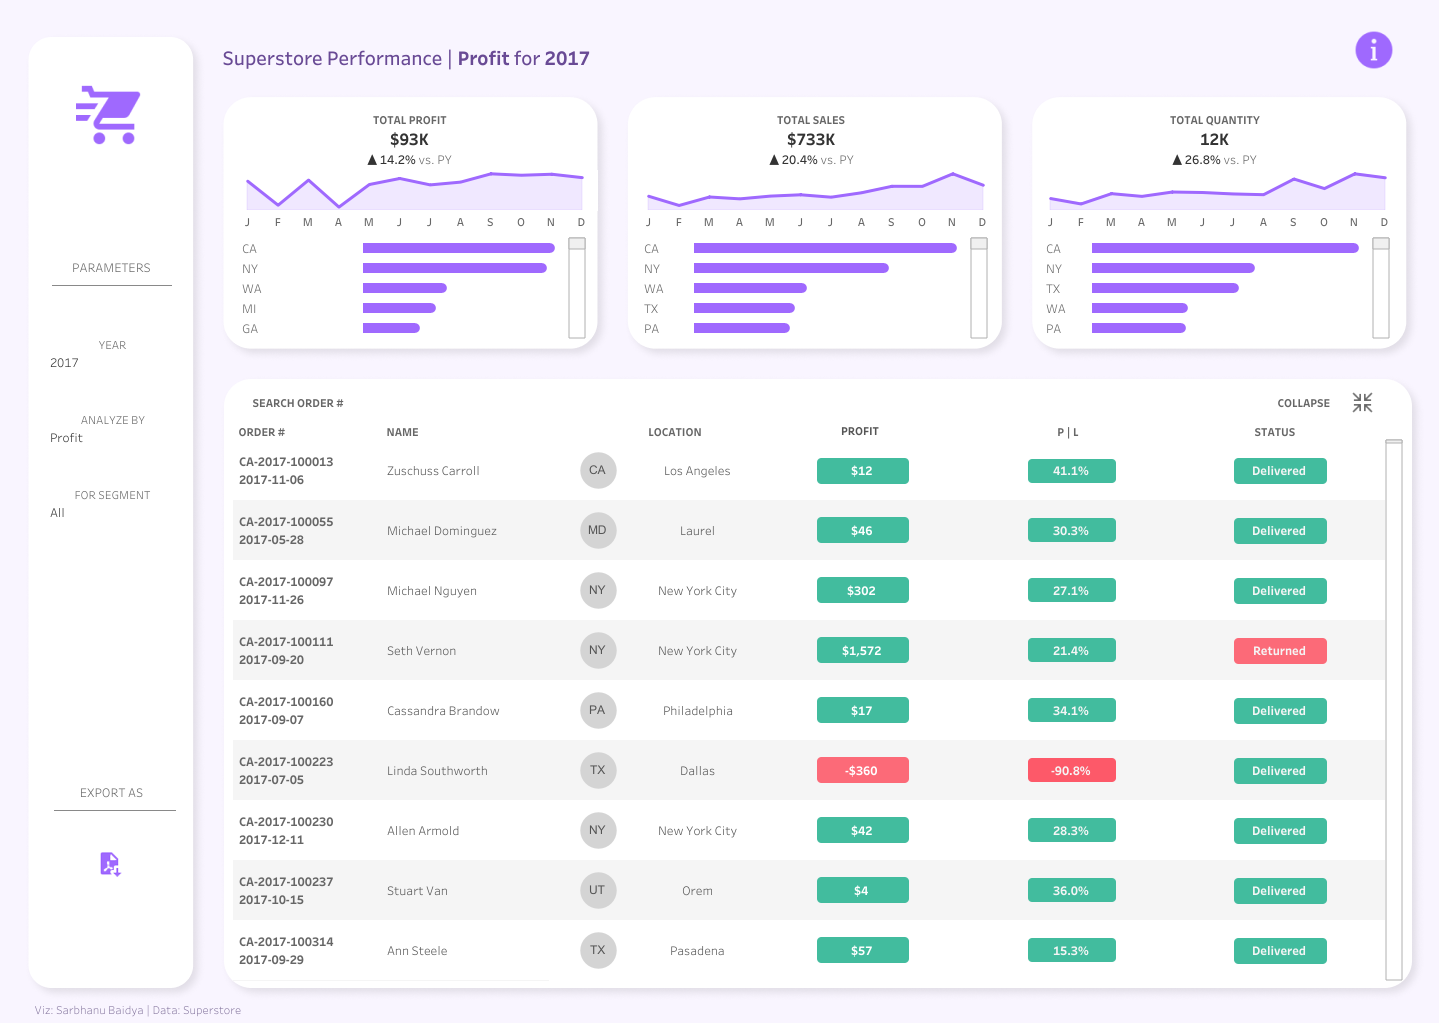 Superstore Performance | Profit for 2017
i
PARAMETERS
YEAR
2017
ANALYZE BY
Profit
FOR SEGMENT
All
EXPORT AS
TOTAL PROFIT
$93K
▲ 14.2% vs. PY
J F M A M J J A S O N D
CA
NY
WA
MI
GA
TOTAL SALES
$733K
▲ 20.4% vs. PY
J F M A M J J A S O N D
CA
NY
WA
TX
PA
TOTAL QUANTITY
12K
▲ 26.8% vs. PY
J F M A M J J A S O N D
CA
NY
TX
WA
PA
SEARCH ORDER # COLLAPSE
ORDER # NAME LOCATION PROFIT P | L STATUS
CA-2017-100013
2017-11-06
Zuschuss Carroll CA Los Angeles $12 41.1% Delivered
CA-2017-100055
2017-05-28
Michael Dominguez MD Laurel $46 30.3% Delivered
CA-2017-100097
2017-11-26
Michael Nguyen NY New York City $302 27.1% Delivered
CA-2017-100111
2017-09-20
Seth Vernon NY New York City $1,572 21.4% Returned
CA-2017-100160
2017-09-07
Cassandra Brandow PA Philadelphia $17 34.1% Delivered
CA-2017-100223
2017-07-05
Linda Southworth TX Dallas -$360 -90.8% Delivered
CA-2017-100230
2017-12-11
Allen Armold NY New York City $42 28.3% Delivered
CA-2017-100237
2017-10-15
Stuart Van UT Orem $4 36.0% Delivered
CA-2017-100314
2017-09-29
Ann Steele TX Pasadena $57 15.3% Delivered
Viz: Sarbhanu Baidya | Data: Superstore